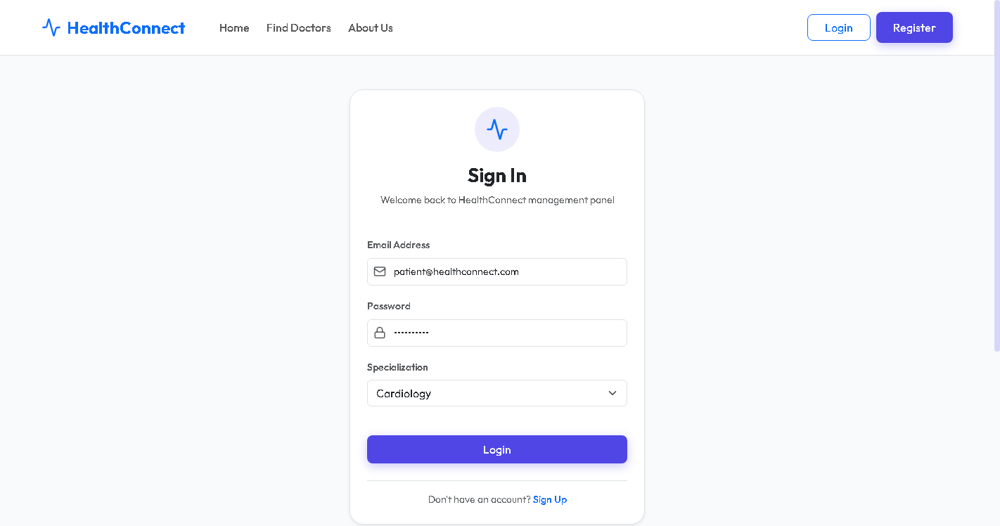 HealthConnect Home Find Doctors About Us Login Register
Sign In
Welcome back to HealthConnect management panel
Email Address
patient@healthconnect.com
Password
••••••••••
Specialization
Cardiology
Login
Don't have an account? Sign Up